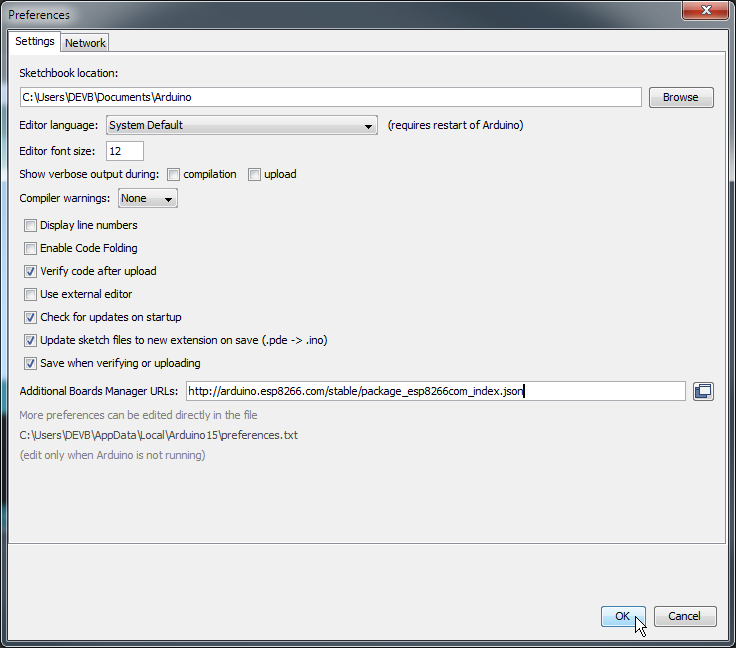 Preferences
Settings Network
Sketchbook location:
C:\Users\DEVB\Documents\Arduino Browse
Editor language: System Default (requires restart of Arduino)
Editor font size: 12
Show verbose output during: compilation upload
Compiler warnings: None
Display line numbers
Enable Code Folding
Verify code after upload
Use external editor
Check for updates on startup
Update sketch files to new extension on save (.pde -> .ino)
Save when verifying or uploading
Additional Boards Manager URLs: http://arduino.esp8266.com/stable/package_esp8266com_index.json
More preferences can be edited directly in the file
C:\Users\DEVB\AppData\Local\Arduino15\preferences.txt
(edit only when Arduino is not running)
OK Cancel